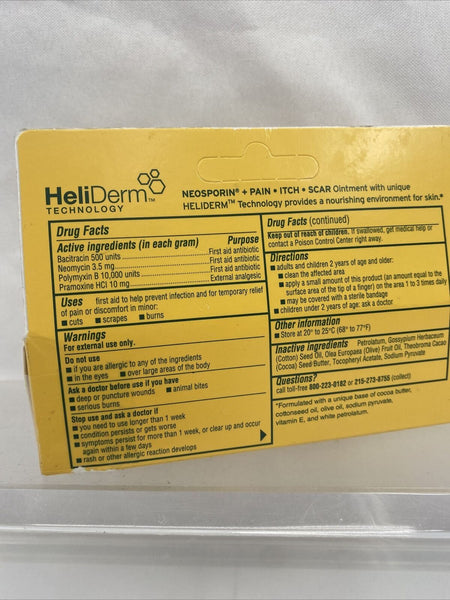 HeliDerm™
TECHNOLOGY
NEOSPORIN® + PAIN • ITCH • SCAR Ointment with unique
HELIDERM™ Technology provides a nourishing environment for skin.*
Drug Facts
Active ingredients (in each gram) Purpose
Bacitracin 500 units First aid antibiotic
Neomycin 3.5 mg First aid antibiotic
Polymyxin B 10,000 units First aid antibiotic
Pramoxine HCl 10 mg External analgesic
Uses first aid to help prevent infection and for temporary relief
of pain or discomfort in minor:
■ cuts ■ scrapes ■ burns
Warnings
For external use only.
Do not use
■ if you are allergic to any of the ingredients
■ in the eyes ■ over large areas of the body
Ask a doctor before use if you have
■ deep or puncture wounds ■ animal bites
■ serious burns
Stop use and ask a doctor if
■ you need to use longer than 1 week
■ condition persists or gets worse
■ symptoms persist for more than 1 week, or clear up and occur
again within a few days
■ rash or other allergic reaction develops
Drug Facts (continued)
Keep out of reach of children. If swallowed, get medical help or
contact a Poison Control Center right away.
Directions
■ adults and children 2 years of age and older:
■ clean the affected area
■ apply a small amount of this product (an amount equal to the
surface area of the tip of a finger) on the area 1 to 3 times daily
■ may be covered with a sterile bandage
■ children under 2 years of age: ask a doctor
Other information
■ Store at 20° to 25°C (68° to 77°F)
Inactive ingredients Petrolatum, Gossypium Herbaceum
(Cotton) Seed Oil, Olea Europaea (Olive) Fruit Oil, Theobroma Cacao
(Cocoa) Seed Butter, Tocopheryl Acetate, Sodium Pyruvate
Questions?
call toll-free 800-223-0182 or 215-273-8755 (collect)
*Formulated with a unique base of cocoa butter,
cottonseed oil, olive oil, sodium pyruvate,
vitamin E, and white petrolatum.